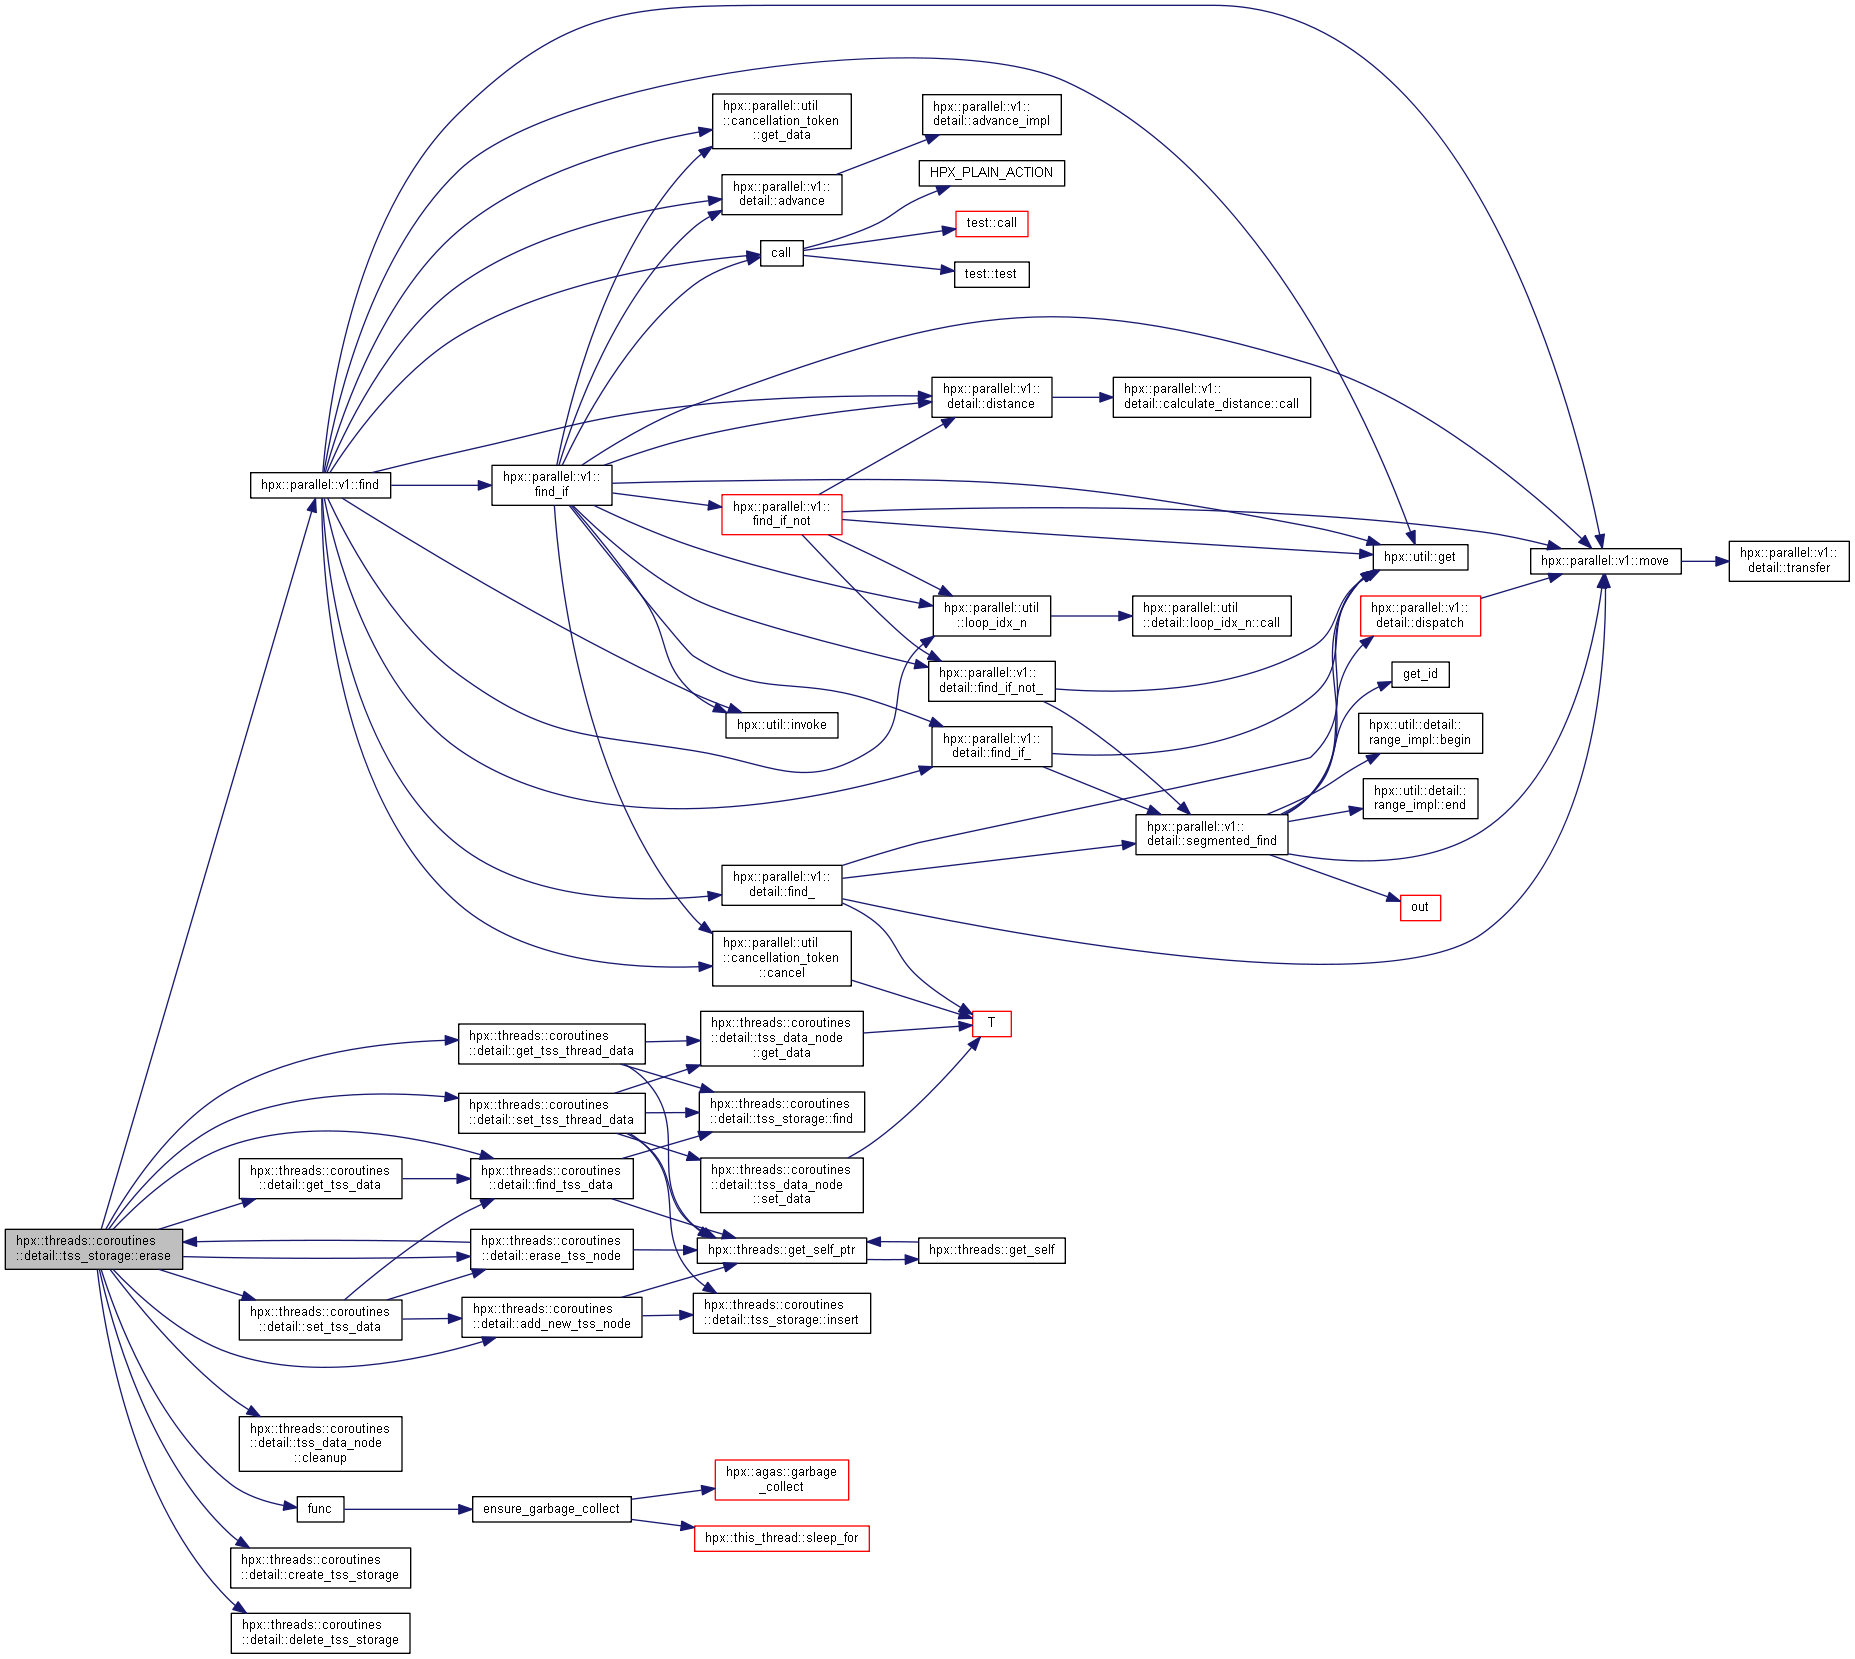 hpx::parallel::util
::cancellation_token
::get_data
hpx::parallel::v1::
detail::advance_impl
HPX_PLAIN_ACTION
hpx::parallel::v1::
detail::advance
test::call
call
test::test
hpx::parallel::v1::
detail::distance
hpx::parallel::v1::
detail::calculate_distance::call
hpx::parallel::v1::find
hpx::parallel::v1::
find_if
hpx::parallel::v1::
find_if_not
hpx::util::get
hpx::parallel::v1::move
hpx::parallel::v1::
detail::transfer
hpx::parallel::util
::loop_idx_n
hpx::parallel::util
::detail::loop_idx_n::call
hpx::parallel::v1::
detail::dispatch
hpx::parallel::v1::
detail::find_if_not_
get_id
hpx::util::invoke
hpx::parallel::v1::
detail::find_if_
hpx::util::detail::
range_impl::begin
hpx::util::detail::
range_impl::end
hpx::parallel::v1::
detail::segmented_find
hpx::parallel::v1::
detail::find_
out
hpx::parallel::util
::cancellation_token
::cancel
hpx::threads::coroutines
::detail::get_tss_thread_data
hpx::threads::coroutines
::detail::tss_data_node
::get_data
T
hpx::threads::coroutines
::detail::set_tss_thread_data
hpx::threads::coroutines
::detail::tss_storage::find
hpx::threads::coroutines
::detail::get_tss_data
hpx::threads::coroutines
::detail::find_tss_data
hpx::threads::coroutines
::detail::tss_data_node
::set_data
hpx::threads::coroutines
::detail::tss_storage::erase
hpx::threads::coroutines
::detail::erase_tss_node
hpx::threads::get_self_ptr
hpx::threads::get_self
hpx::threads::coroutines
::detail::set_tss_data
hpx::threads::coroutines
::detail::add_new_tss_node
hpx::threads::coroutines
::detail::tss_storage::insert
hpx::threads::coroutines
::detail::tss_data_node
::cleanup
func
ensure_garbage_collect
hpx::agas::garbage
_collect
hpx::this_thread::sleep_for
hpx::threads::coroutines
::detail::create_tss_storage
hpx::threads::coroutines
::detail::delete_tss_storage